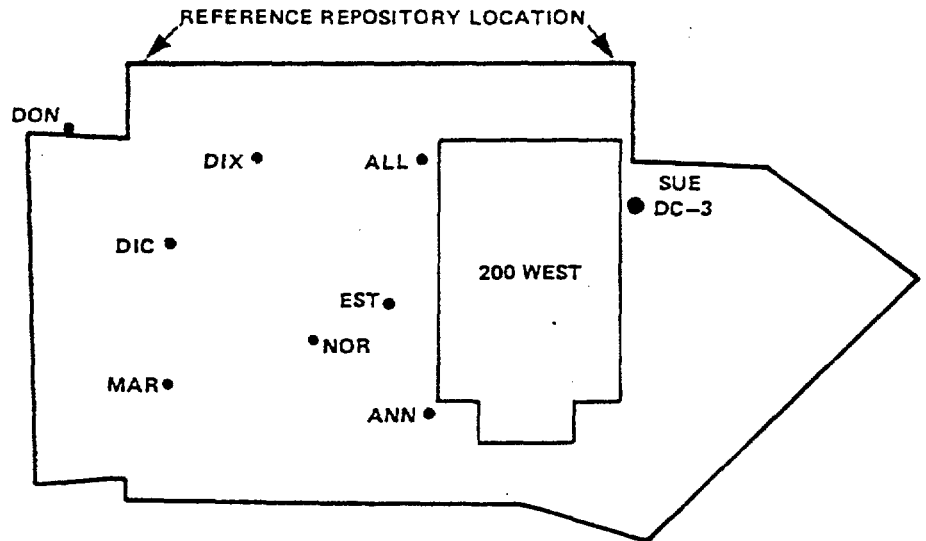 REFERENCE REPOSITORY LOCATION
DON
DIX
ALL
SUE
DC-3
DIC
200 WEST
EST
NOR
MAR
ANN